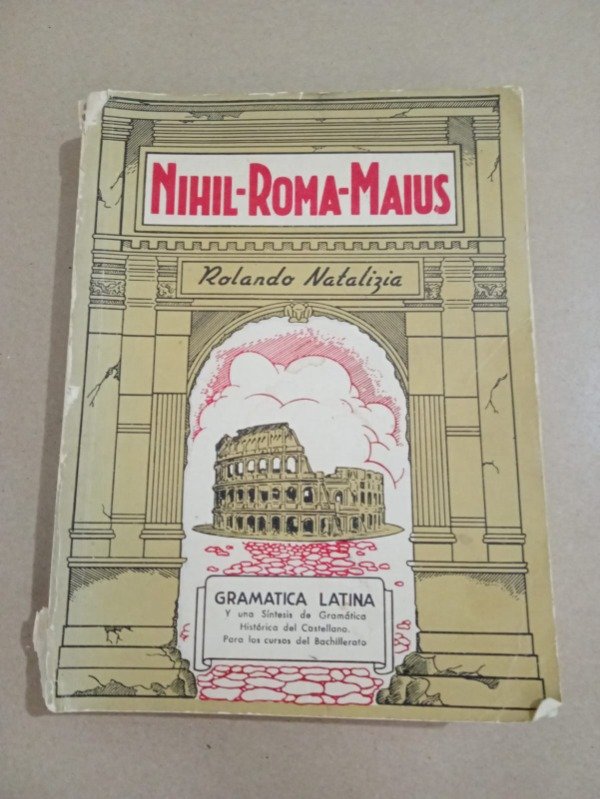 NIHIL-ROMA-MAIUS
Rolando Natalizia
GRAMATICA LATINA
Y una Síntesis de Gramática
Histórica del Castellano.
Para los cursos del Bachillerato